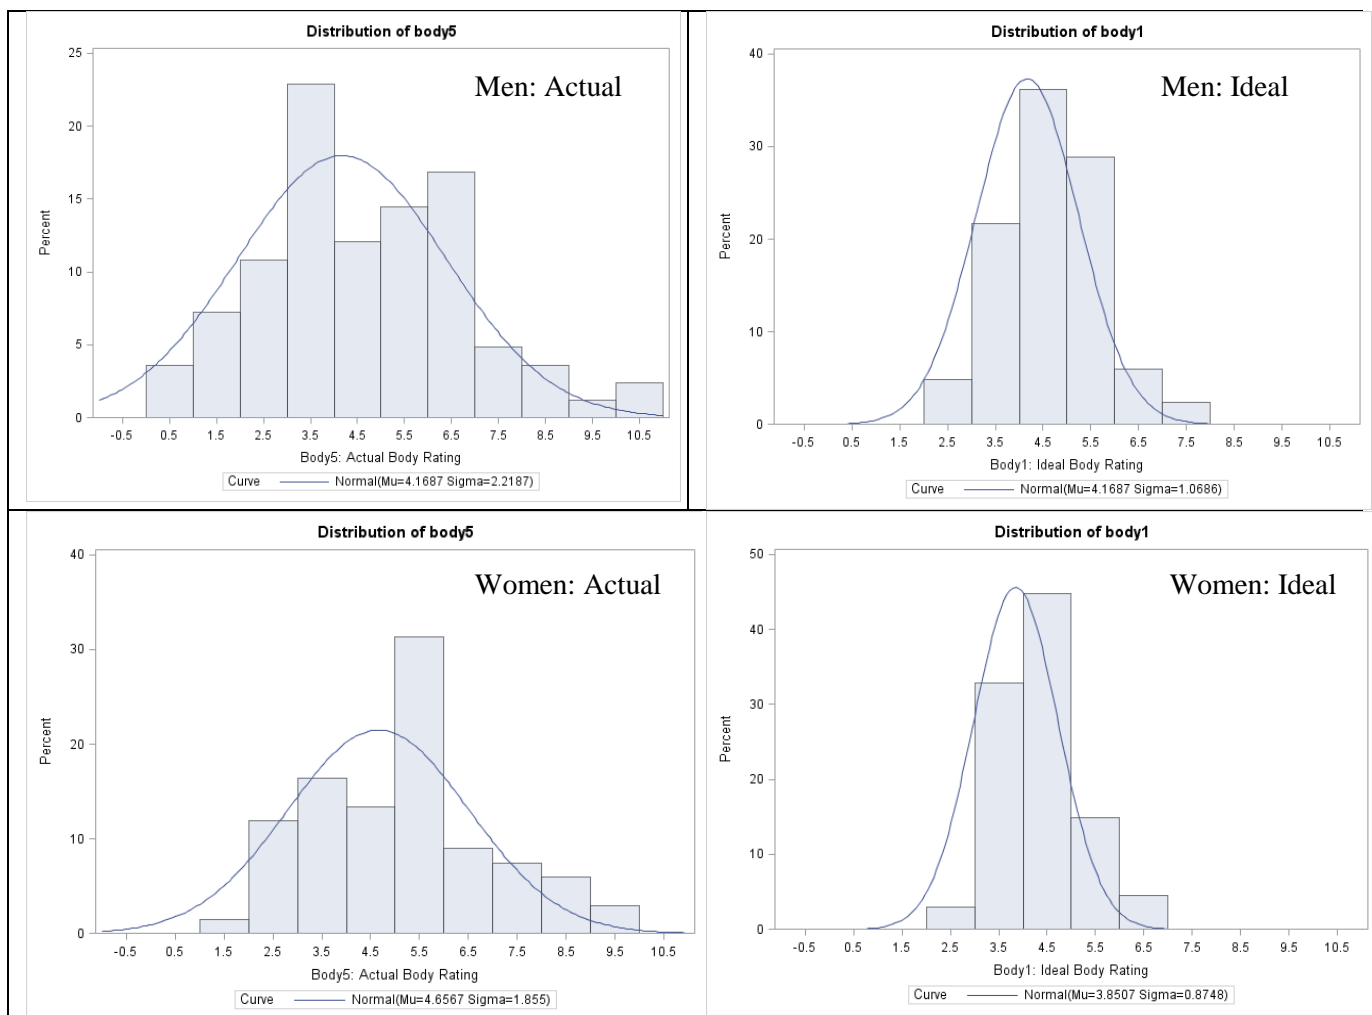 Distribution of body5
Men: Actual
25
20
15
10
5
0
Percent
-0.5 0.5 1.5 2.5 3.5 4.5 5.5 6.5 7.5 8.5 9.5 10.5
Body5: Actual Body Rating
Curve Normal(Mu=4.1687 Sigma=2.2187)
Distribution of body1
Men: Ideal
40
30
20
10
0
Percent
-0.5 0.5 1.5 2.5 3.5 4.5 5.5 6.5 7.5 8.5 9.5 10.5
Body1: Ideal Body Rating
Curve Normal(Mu=4.1687 Sigma=1.0686)
Distribution of body5
Women: Actual
40
30
20
10
0
Percent
-0.5 0.5 1.5 2.5 3.5 4.5 5.5 6.5 7.5 8.5 9.5 10.5
Body5: Actual Body Rating
Curve Normal(Mu=4.6567 Sigma=1.855)
Distribution of body1
Women: Ideal
50
40
30
20
10
0
Percent
-0.5 0.5 1.5 2.5 3.5 4.5 5.5 6.5 7.5 8.5 9.5 10.5
Body1: Ideal Body Rating
Curve Normal(Mu=3.8507 Sigma=0.8748)